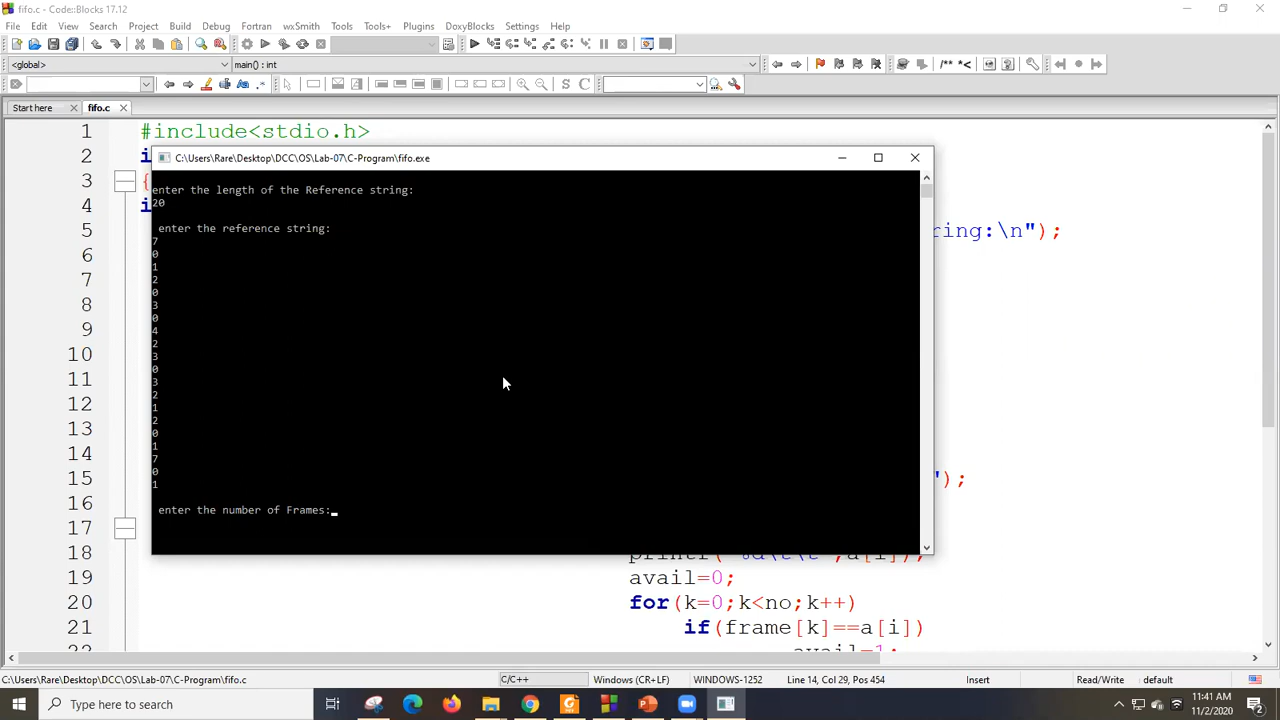 fifo.c - Code::Blocks 17.12
File Edit View Search Project Build Debug Fortran wxSmith Tools Tools+ Plugins DoxyBlocks Settings Help
<global> main() : int /** *<
S C
Start here fifo.c
1 #include<stdio.h>
2 i
C:\Users\Rare\Desktop\DCC\OS\Lab-07\C-Program\fifo.exe
3 {
4 i
5 ring:\n");
6
7
8
9
10
11
12
13
14
15 ");
16
17
18 printf("%d\t\t",a[i]);
19 avail=0;
20 for(k=0;k<no;k++)
21 if(frame[k]==a[i])
22 avail=1;
enter the length of the Reference string:
20
enter the reference string:
7
0
1
2
0
3
0
4
2
3
0
3
2
1
2
0
1
7
0
1
enter the number of Frames:
C:\Users\Rare\Desktop\DCC\OS\Lab-07\C-Program\fifo.c C/C++ Windows (CR+LF) WINDOWS-1252 Line 14, Col 29, Pos 454 Insert Read/Write default
Type here to search
11:41 AM
11/2/2020
2